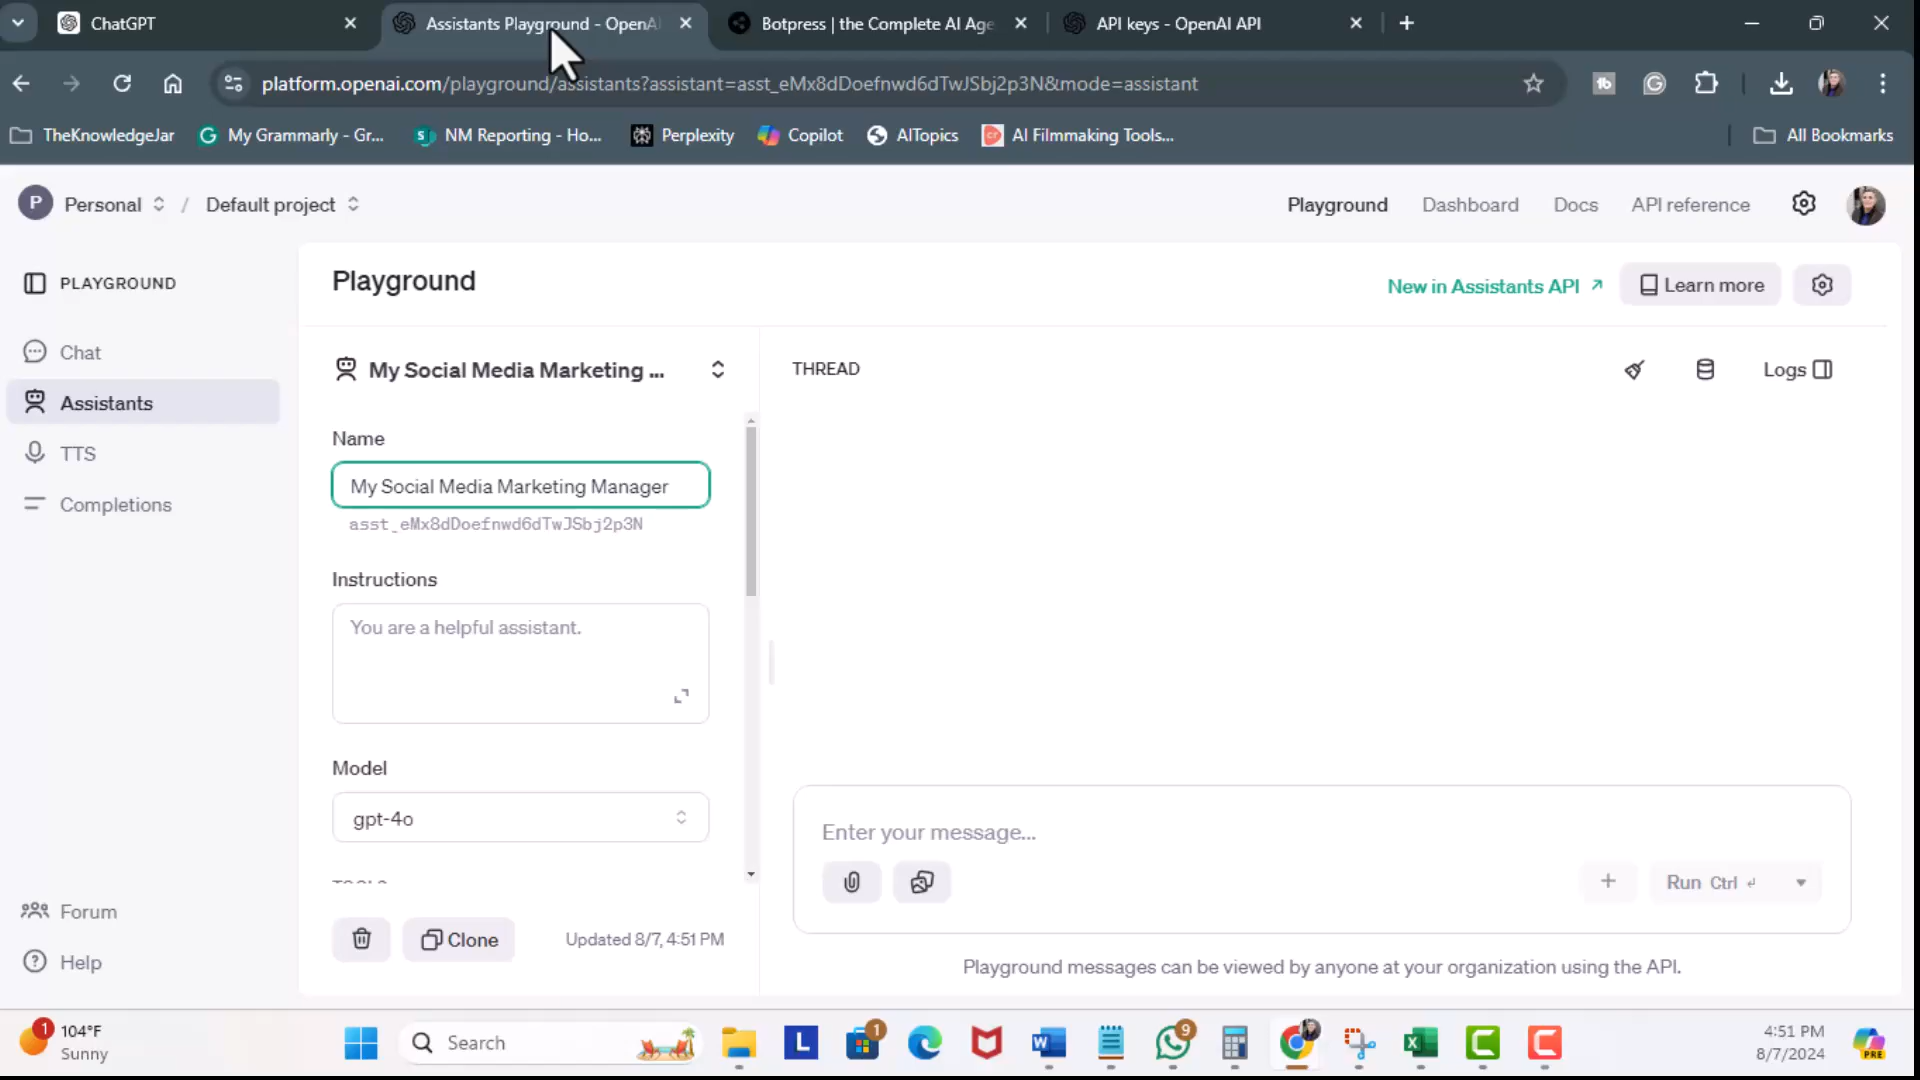 ChatGPT
Assistants Playground - OpenAI
Botpress | the Complete AI Age
API keys - OpenAI API
platform.openai.com/playground/assistants?assistant=asst_eMx8dDoefnwd6dTwJSbj2p3N&mode=assistant
TheKnowledgeJar
My Grammarly - Gr...
NM Reporting - Ho...
Perplexity
Copilot
AITopics
AI Filmmaking Tools...
All Bookmarks
P Personal / Default project
Playground
Dashboard
Docs
API reference
PLAYGROUND
Chat
Assistants
TTS
Completions
Forum
Help
Playground
New in Assistants API
Learn more
My Social Media Marketing ...
Name
My Social Media Marketing Manager
asst_eMx8dDoefnwd6dTwJSbj2p3N
Instructions
You are a helpful assistant.
Model
gpt-4o
Clone
Updated 8/7, 4:51 PM
THREAD
Logs
Enter your message...
Run Ctrl
Playground messages can be viewed by anyone at your organization using the API.
1
104°F
Sunny
Search
L
1
W
9
X
4:51 PM
8/7/2024
PRE